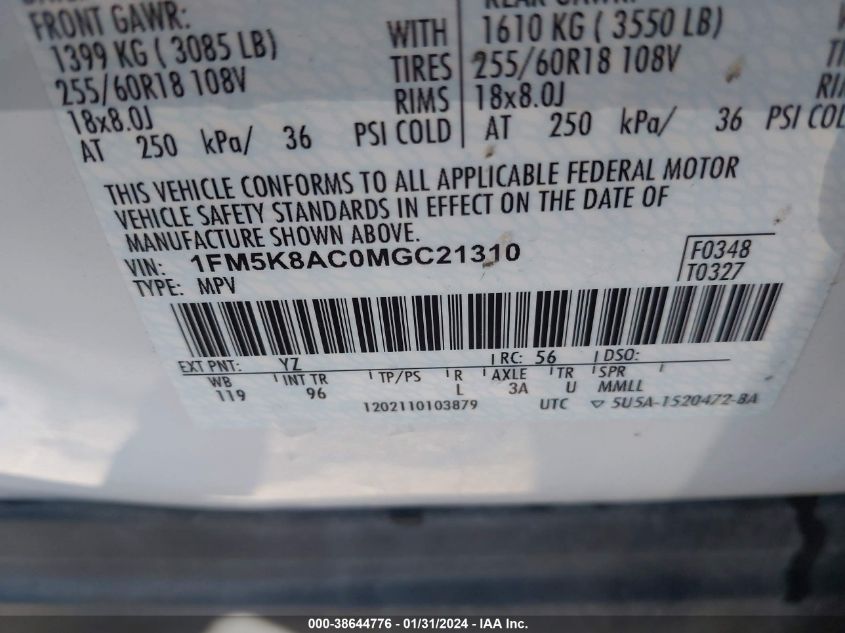 FRONT GAWR: REAR GAWR:
1399 KG ( 3085 LB) WITH 1610 KG ( 3550 LB)
255/60R18 108V TIRES 255/60R18 108V
18x8.0J RIMS 18x8.0J
AT 250 kPa/ 36 PSI COLD AT 250 kPa/ 36 PSI COL
THIS VEHICLE CONFORMS TO ALL APPLICABLE FEDERAL MOTOR
VEHICLE SAFETY STANDARDS IN EFFECT ON THE DATE OF
MANUFACTURE SHOWN ABOVE.
VIN: 1FM5K8AC0MGC21310 F0348
TYPE: MPV T0327
EXT PNT: YZ RC: 56 DSO:
WB INT TR TP/PS R AXLE TR SPR
119 96 L 3A U MMLL
1202110103879 UTC ▽ 5U5A-1520472-BA
000-38644776 - 01/31/2024 - IAA Inc.